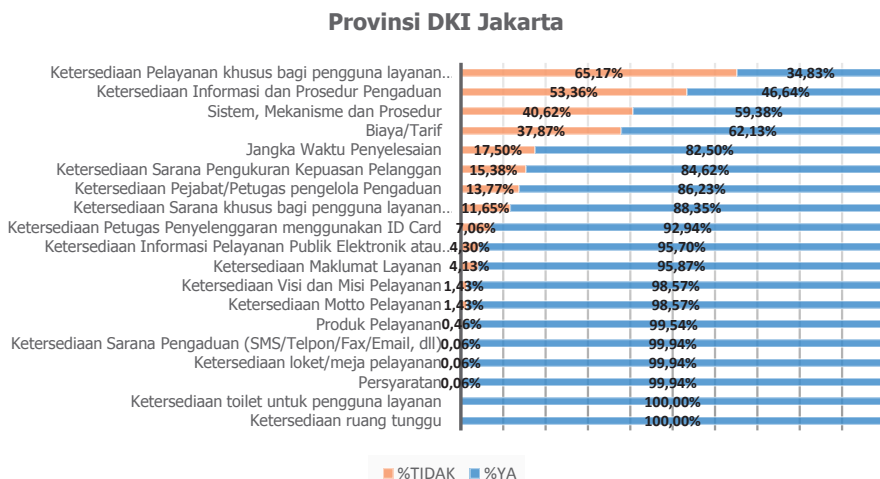 Provinsi DKI Jakarta
Ketersediaan Pelayanan khusus bagi pengguna layanan.. 65,17% 34,83%
Ketersediaan Informasi dan Prosedur Pengaduan 53,36% 46,64%
Sistem, Mekanisme dan Prosedur 40,62% 59,38%
Biaya/Tarif 37,87% 62,13%
Jangka Waktu Penyelesaian 17,50% 82,50%
Ketersediaan Sarana Pengukuran Kepuasan Pelanggan 15,38% 84,62%
Ketersediaan Pejabat/Petugas pengelola Pengaduan 13,77% 86,23%
Ketersediaan Sarana khusus bagi pengguna layanan.. 11,65% 88,35%
Ketersediaan Petugas Penyelenggaran menggunakan ID Card 7,06% 92,94%
Ketersediaan Informasi Pelayanan Publik Elektronik atau.. 4,30% 95,70%
Ketersediaan Maklumat Layanan 4,13% 95,87%
Ketersediaan Visi dan Misi Pelayanan 1,43% 98,57%
Ketersediaan Motto Pelayanan 1,43% 98,57%
Produk Pelayanan 0,46% 99,54%
Ketersediaan Sarana Pengaduan (SMS/Telpon/Fax/Email, dll) 0,06% 99,94%
Ketersediaan loket/meja pelayanan 0,06% 99,94%
Persyaratan 0,06% 99,94%
Ketersediaan toilet untuk pengguna layanan 100,00%
Ketersediaan ruang tunggu 100,00%
%TIDAK %YA